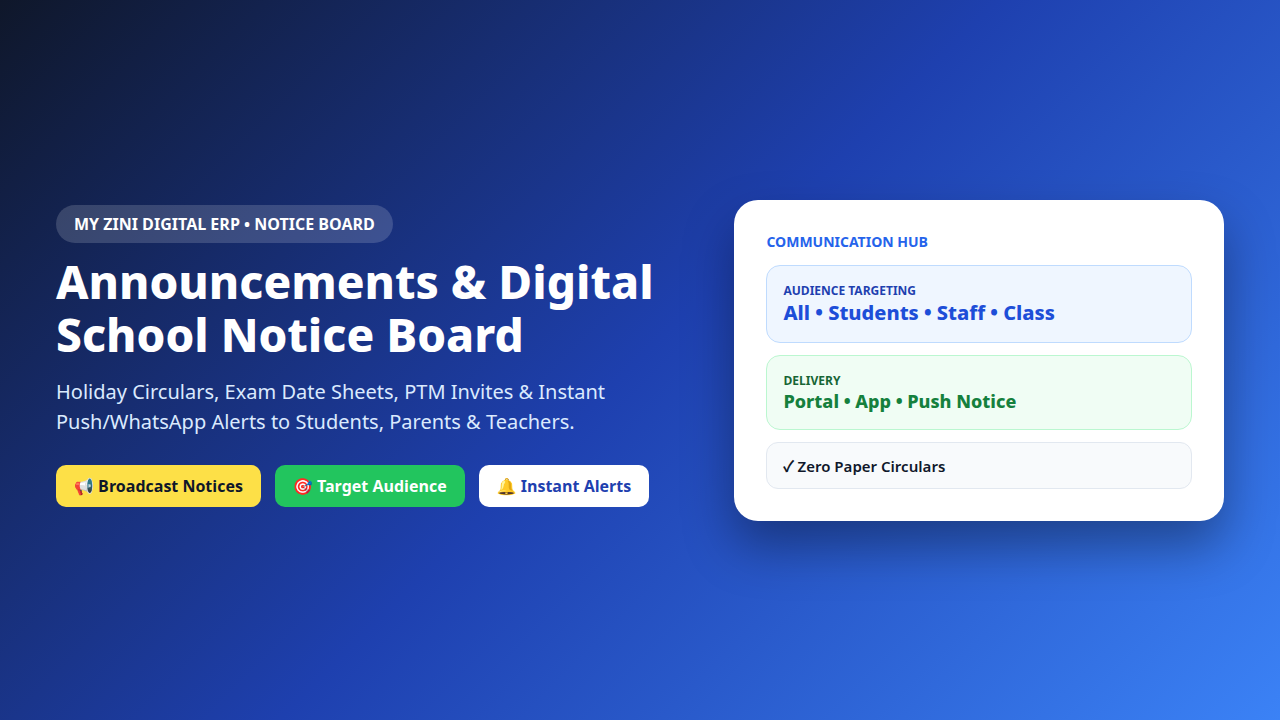 MY ZINI DIGITAL ERP • NOTICE BOARD
Announcements & Digital
School Notice Board
Holiday Circulars, Exam Date Sheets, PTM Invites & Instant
Push/WhatsApp Alerts to Students, Parents & Teachers.
📢 Broadcast Notices
🎯 Target Audience
🔔 Instant Alerts
COMMUNICATION HUB
AUDIENCE TARGETING
All • Students • Staff • Class
DELIVERY
Portal • App • Push Notice
✓ Zero Paper Circulars